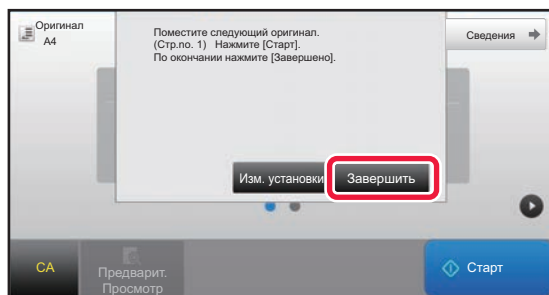 Оригинал
A4
Поместите следующий оригинал.
(Стр.no. 1) Нажмите [Старт].
По окончании нажмите [Завершено].
Сведения
Изм. установки
Завершить
CA
Предварит.
Просмотр
Старт